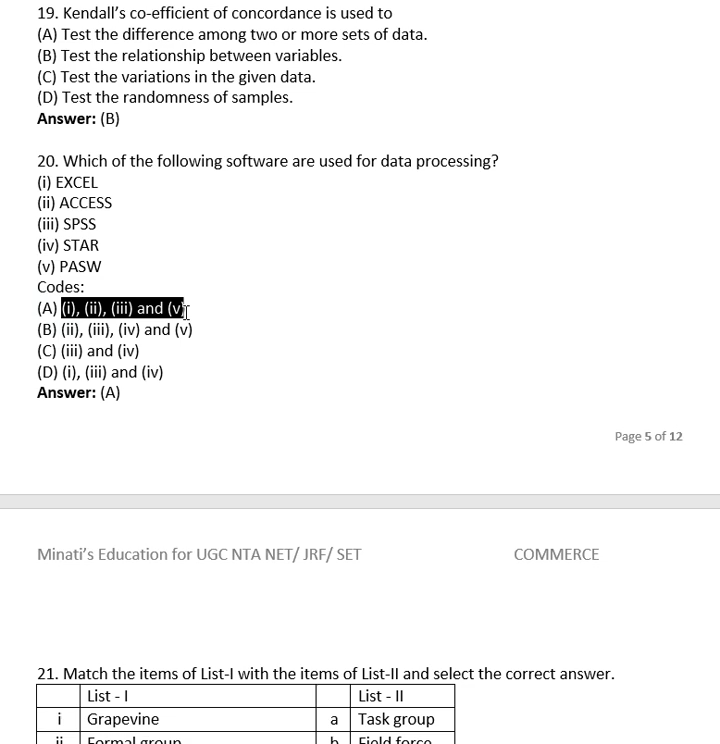 19. Kendall's co-efficient of concordance is used to
(A) Test the difference among two or more sets of data.
(B) Test the relationship between variables.
(C) Test the variations in the given data.
(D) Test the randomness of samples.
Answer: (B)
20. Which of the following software are used for data processing?
(i) EXCEL
(ii) ACCESS
(iii) SPSS
(iv) STAR
(v) PASW
Codes:
(A) (i), (ii), (iii) and (v)
(B) (ii), (iii), (iv) and (v)
(C) (iii) and (iv)
(D) (i), (iii) and (iv)
Answer: (A)
Page 5 of 12
Minati's Education for UGC NTA NET/ JRF/ SET COMMERCE
21. Match the items of List-I with the items of List-II and select the correct answer.
List - I List - II
i Grapevine a Task group
ii Formal group b Field force